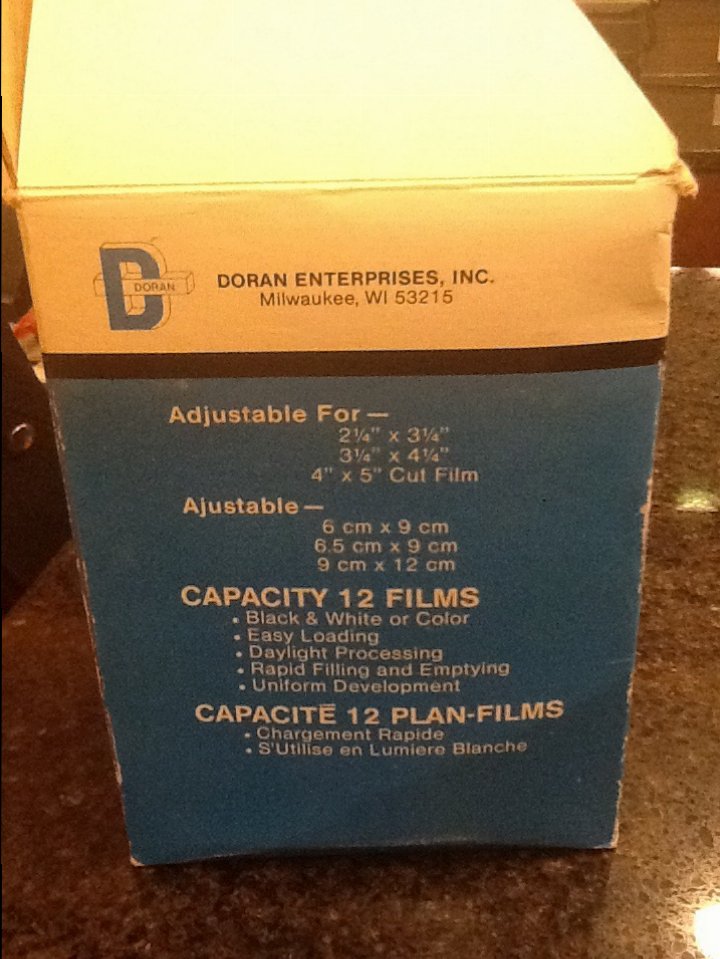 DORAN
DORAN ENTERPRISES, INC.
Milwaukee, WI 53215
Adjustable For —
2¼" x 3¼"
3¼" x 4¼"
4" x 5" Cut Film
Ajustable —
6 cm x 9 cm
6.5 cm x 9 cm
9 cm x 12 cm
CAPACITY 12 FILMS
• Black & White or Color
• Easy Loading
• Daylight Processing
• Rapid Filling and Emptying
• Uniform Development
CAPACITÉ 12 PLAN-FILMS
• Chargement Rapide
• S'Utilise en Lumiere Blanche